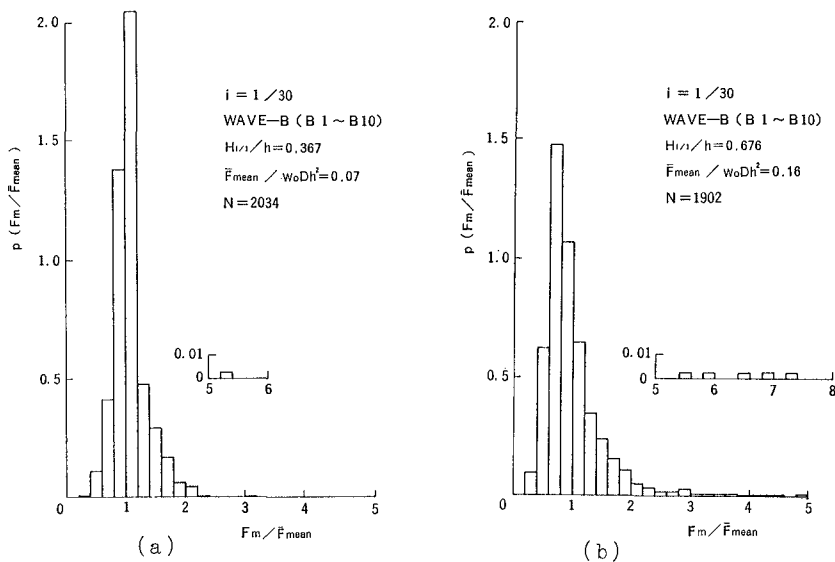 2.0
1.5
1.0
0.5
0
1
2
3
4
5
p (Fm/F̄mean)
Fm/F̄mean
i = 1/30
WAVE—B (B1 ~ B10)
H1/3/h=0.367
F̄mean / woDh²=0.07
N=2034
0.01
0
5
6
(a)
2.0
1.5
1.0
0.5
0
1
2
3
4
5
p (Fm/F̄mean)
Fm/F̄mean
i = 1/30
WAVE—B (B1 ~ B10)
H1/3/h=0.676
F̄mean / woDh²=0.16
N=1902
0.01
0
5
6
7
8
(b)